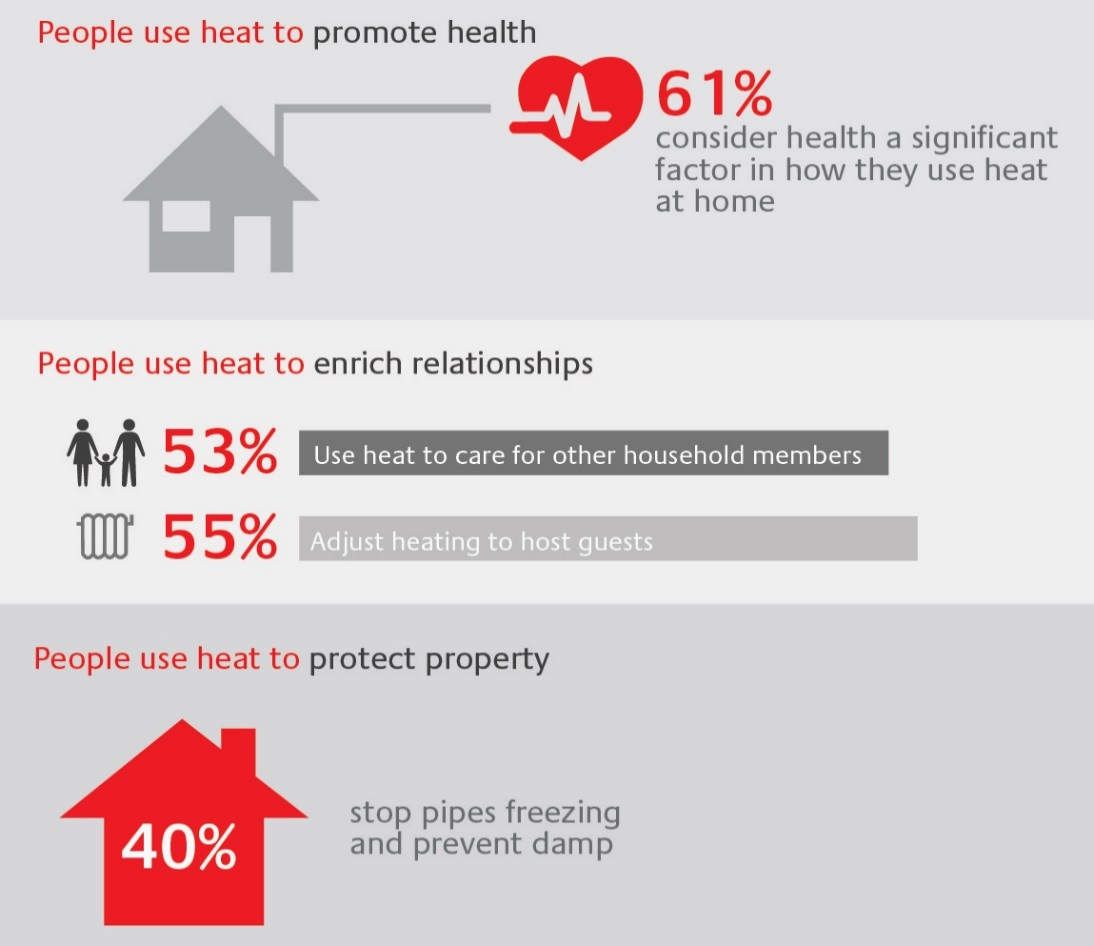 People use heat to promote health
61%
consider health a significant
factor in how they use heat
at home
People use heat to enrich relationships
53% Use heat to care for other household members
55% Adjust heating to host guests
People use heat to protect property
40%
stop pipes freezing
and prevent damp